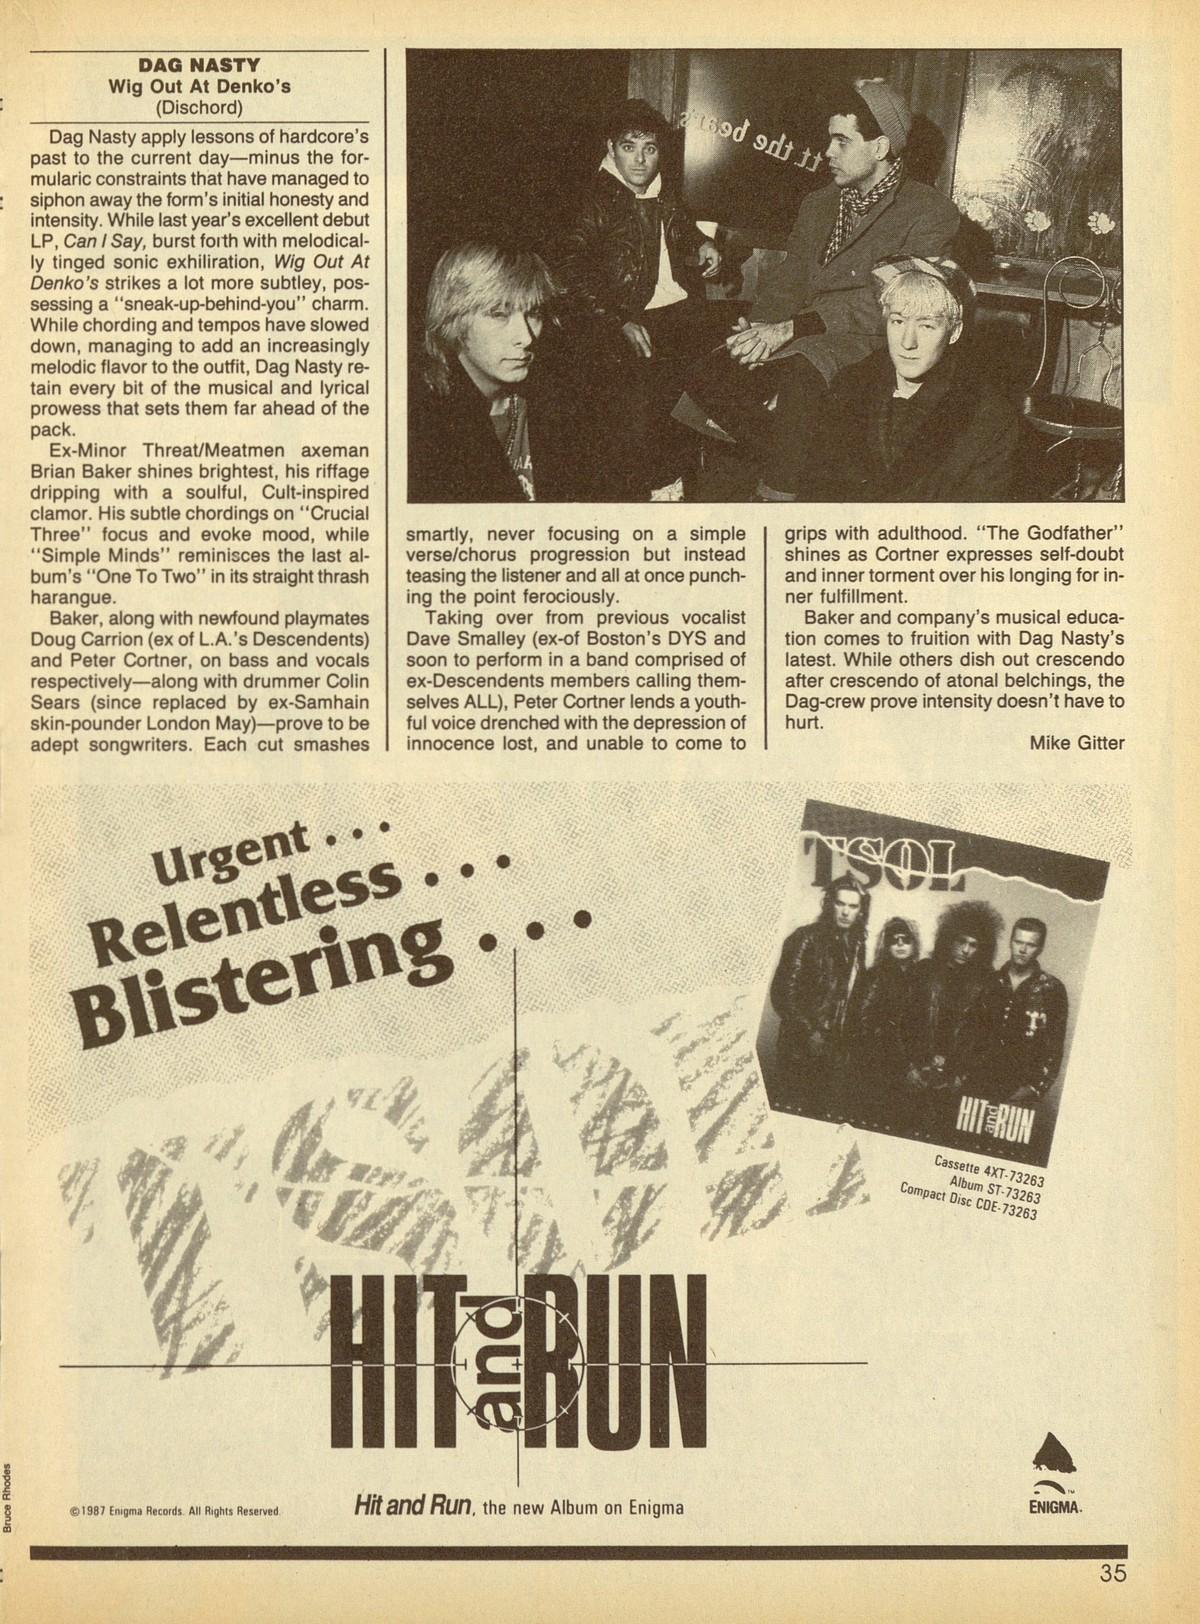 DAG NASTY
Wig Out At Denko's
(Dischord)
Dag Nasty apply lessons of hardcore's
past to the current day—minus the for-
mularic constraints that have managed to
siphon away the form's initial honesty and
intensity. While last year's excellent debut
LP, Can I Say, burst forth with melodical-
ly tinged sonic exhiliration, Wig Out At
Denko's strikes a lot more subtley, pos-
sessing a "sneak-up-behind-you" charm.
While chording and tempos have slowed
down, managing to add an increasingly
melodic flavor to the outfit, Dag Nasty re-
tain every bit of the musical and lyrical
prowess that sets them far ahead of the
pack.
Ex-Minor Threat/Meatmen axeman
Brian Baker shines brightest, his riffage
dripping with a soulful, Cult-inspired
clamor. His subtle chordings on "Crucial
Three" focus and evoke mood, while
"Simple Minds" reminisces the last al-
bum's "One To Two" in its straight thrash
harangue.
Baker, along with newfound playmates
Doug Carrion (ex of L.A.'s Descendents)
and Peter Cortner, on bass and vocals
respectively—along with drummer Colin
Sears (since replaced by ex-Samhain
skin-pounder London May)—prove to be
adept songwriters. Each cut smashes
smartly, never focusing on a simple
verse/chorus progression but instead
teasing the listener and all at once punch-
ing the point ferociously.
Taking over from previous vocalist
Dave Smalley (ex-of Boston's DYS and
soon to perform in a band comprised of
ex-Descendents members calling them-
selves ALL), Peter Cortner lends a youth-
ful voice drenched with the depression of
innocence lost, and unable to come to
grips with adulthood. "The Godfather"
shines as Cortner expresses self-doubt
and inner torment over his longing for in-
ner fulfillment.
Baker and company's musical educa-
tion comes to fruition with Dag Nasty's
latest. While others dish out crescendo
after crescendo of atonal belchings, the
Dag-crew prove intensity doesn't have to
hurt.
Mike Gitter
Urgent . . .
Relentless . . .
Blistering . . .
TSOL
HIT and RUN
Cassette 4XT-73263
Album ST-73263
Compact Disc CDE-73263
TSOL
HIT and RUN
©1987 Enigma Records. All Rights Reserved.
Hit and Run, the new Album on Enigma
ENIGMA.™
Bruce Rhodes
35